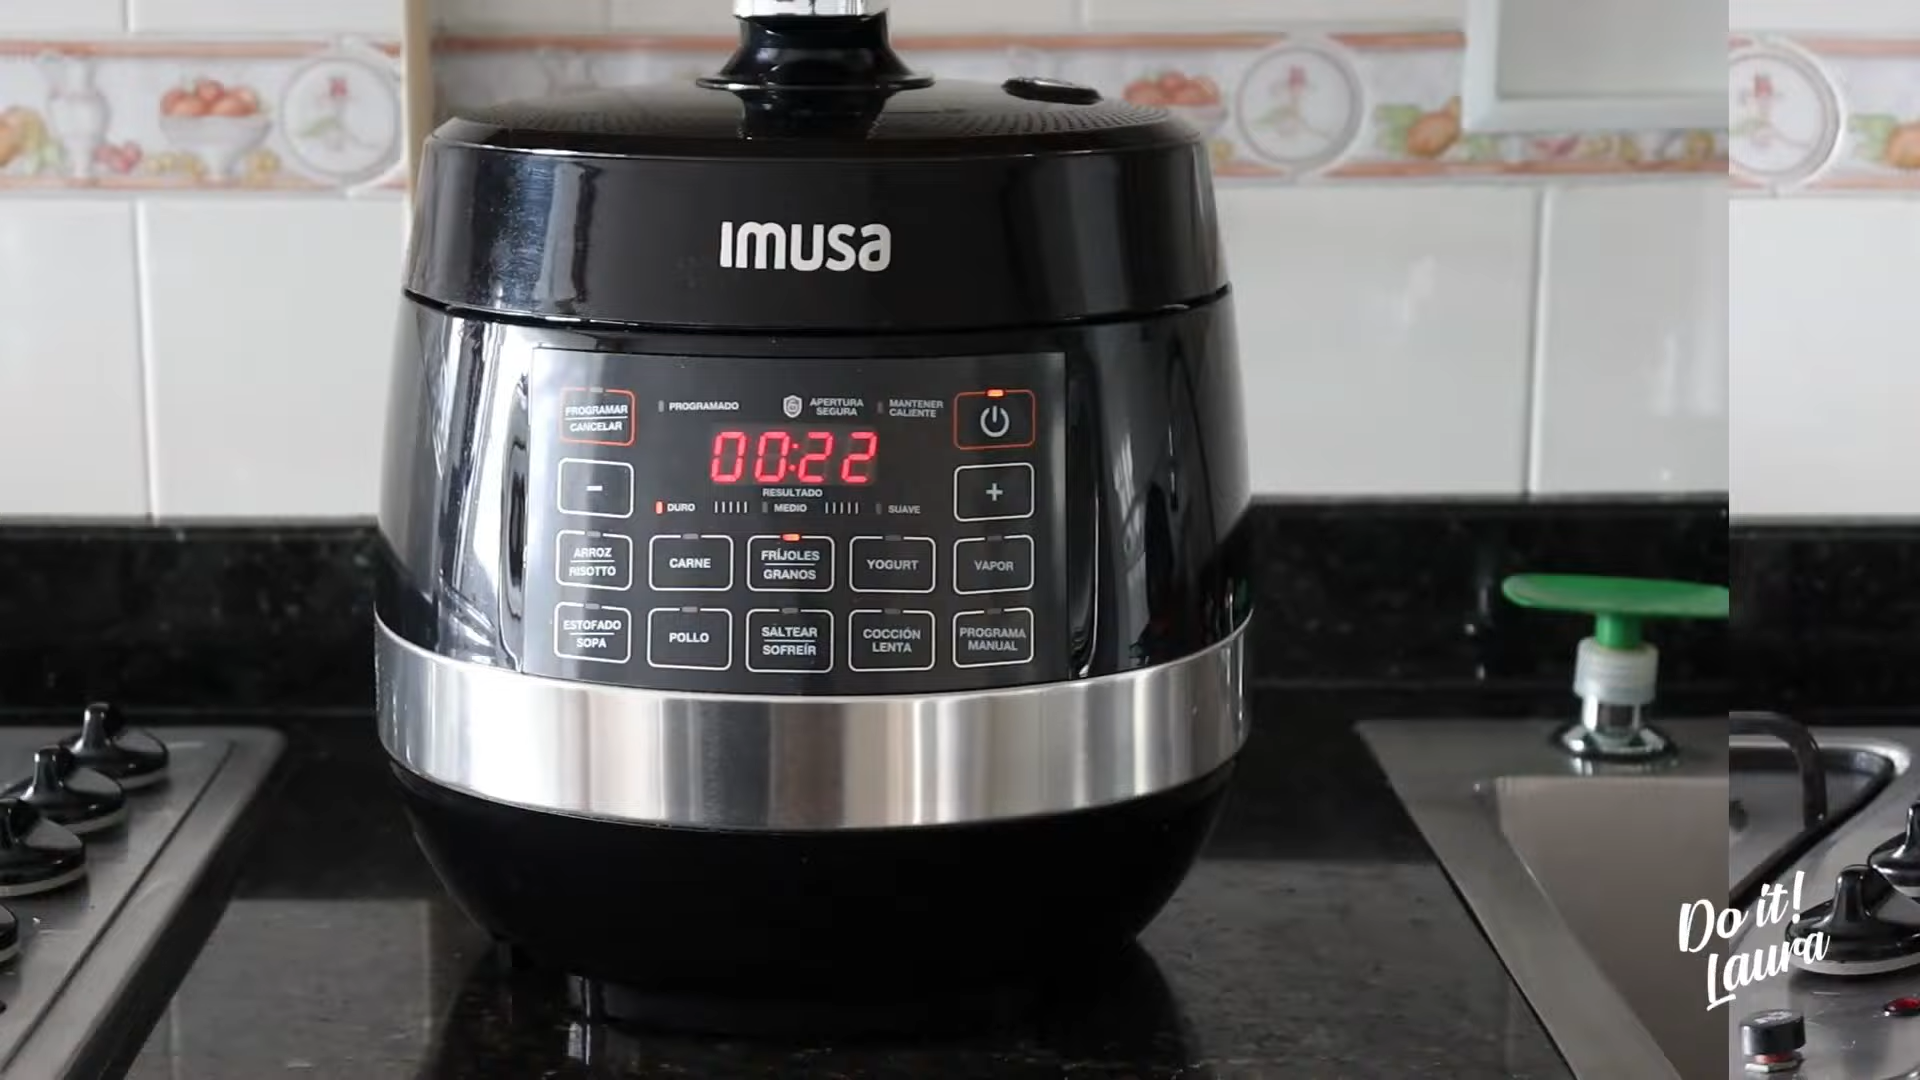 IMUSA
PROGRAMAR
CANCELAR
PROGRAMADO
APERTURA
SEGURA
MANTENER
CALIENTE
00:22
-
RESULTADO
+
DURO
MEDIO
SUAVE
ARROZ
RISOTTO
CARNE
FRÍJOLES
GRANOS
YOGURT
VAPOR
ESTOFADO
SOPA
POLLO
SALTEAR
SOFREÍR
COCCIÓN
LENTA
PROGRAMA
MANUAL
Do it!
Laura